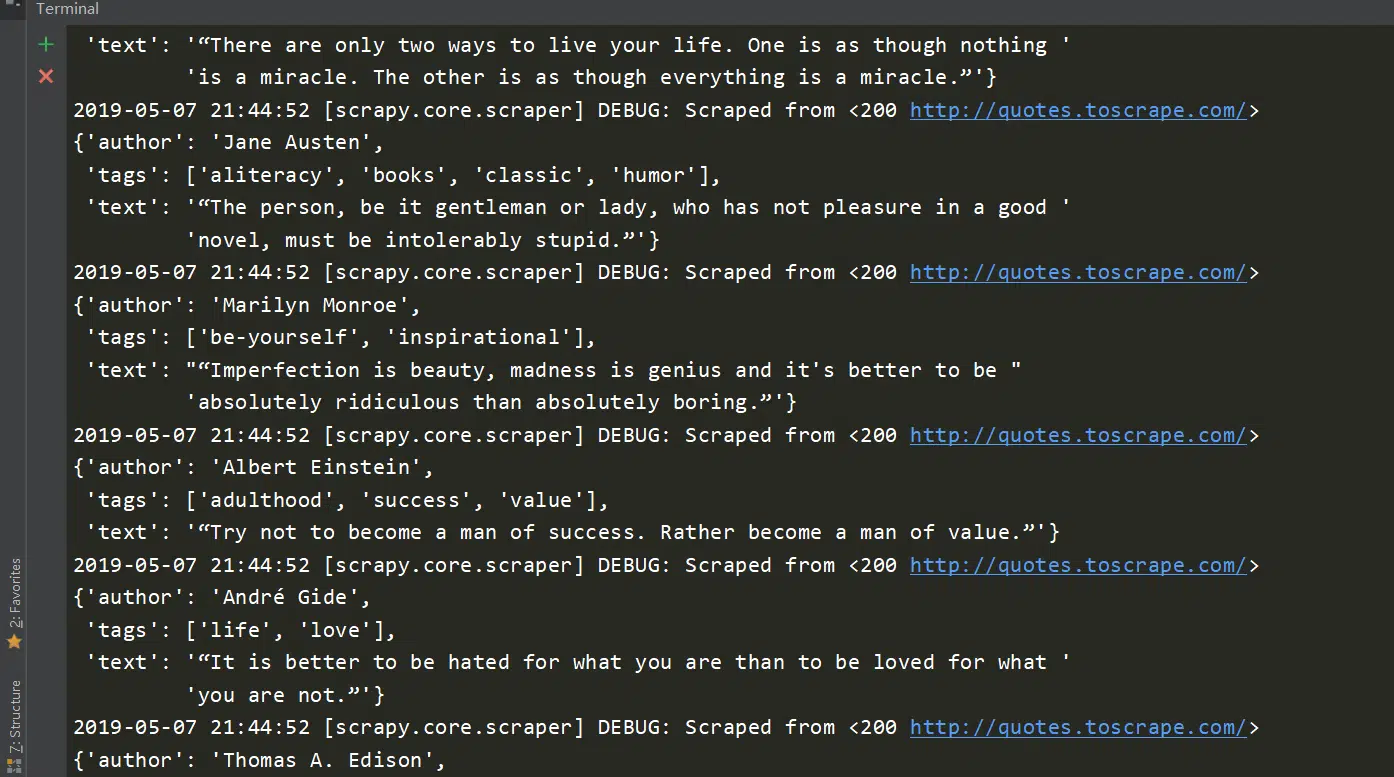 Terminal
'text': '“There are only two ways to live your life. One is as though nothing '
'is a miracle. The other is as though everything is a miracle.”'}
2019-05-07 21:44:52 [scrapy.core.scraper] DEBUG: Scraped from <200 http://quotes.toscrape.com/>
{'author': 'Jane Austen',
'tags': ['aliteracy', 'books', 'classic', 'humor'],
'text': '“The person, be it gentleman or lady, who has not pleasure in a good '
'novel, must be intolerably stupid.”'}
2019-05-07 21:44:52 [scrapy.core.scraper] DEBUG: Scraped from <200 http://quotes.toscrape.com/>
{'author': 'Marilyn Monroe',
'tags': ['be-yourself', 'inspirational'],
'text': "“Imperfection is beauty, madness is genius and it's better to be "
'absolutely ridiculous than absolutely boring.”'}
2019-05-07 21:44:52 [scrapy.core.scraper] DEBUG: Scraped from <200 http://quotes.toscrape.com/>
{'author': 'Albert Einstein',
'tags': ['adulthood', 'success', 'value'],
'text': '“Try not to become a man of success. Rather become a man of value.”'}
2019-05-07 21:44:52 [scrapy.core.scraper] DEBUG: Scraped from <200 http://quotes.toscrape.com/>
{'author': 'André Gide',
'tags': ['life', 'love'],
'text': '“It is better to be hated for what you are than to be loved for what '
'you are not.”'}
2019-05-07 21:44:52 [scrapy.core.scraper] DEBUG: Scraped from <200 http://quotes.toscrape.com/>
{'author': 'Thomas A. Edison',
2: Favorites
7: Structure